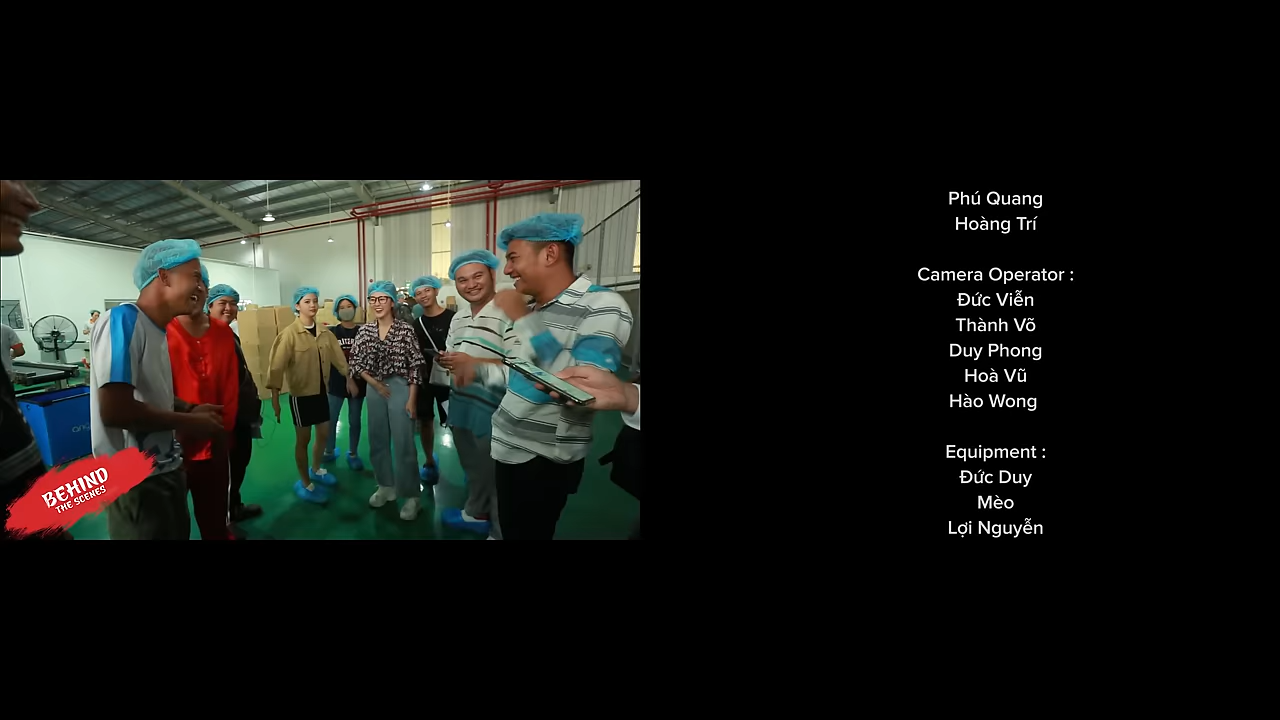 BEHIND
THE SCENES
Phú Quang
Hoàng Trí
Camera Operator :
Đức Viễn
Thành Võ
Duy Phong
Hoà Vũ
Hào Wong
Equipment :
Đức Duy
Mèo
Lợi Nguyễn